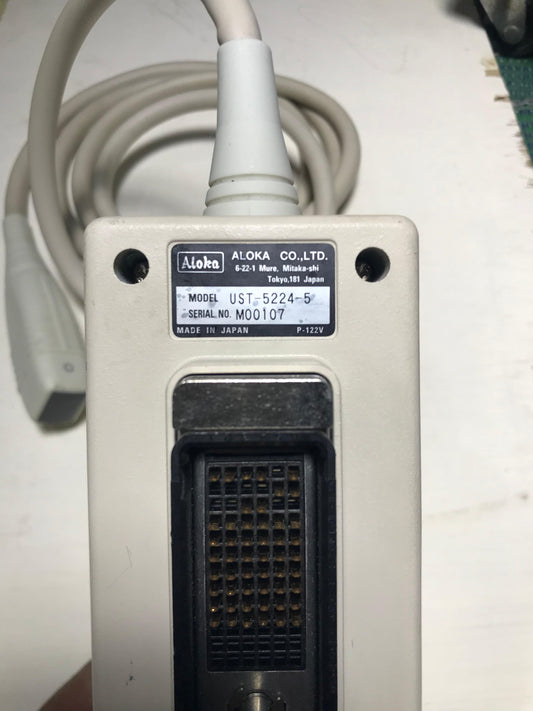 Aloka ALOKA CO.,LTD.
6-22-1 Mure, Mitaka-shi
Tokyo,181 Japan
MODEL UST-5224-5
SERIAL NO. M00107
MADE IN JAPAN P-122V